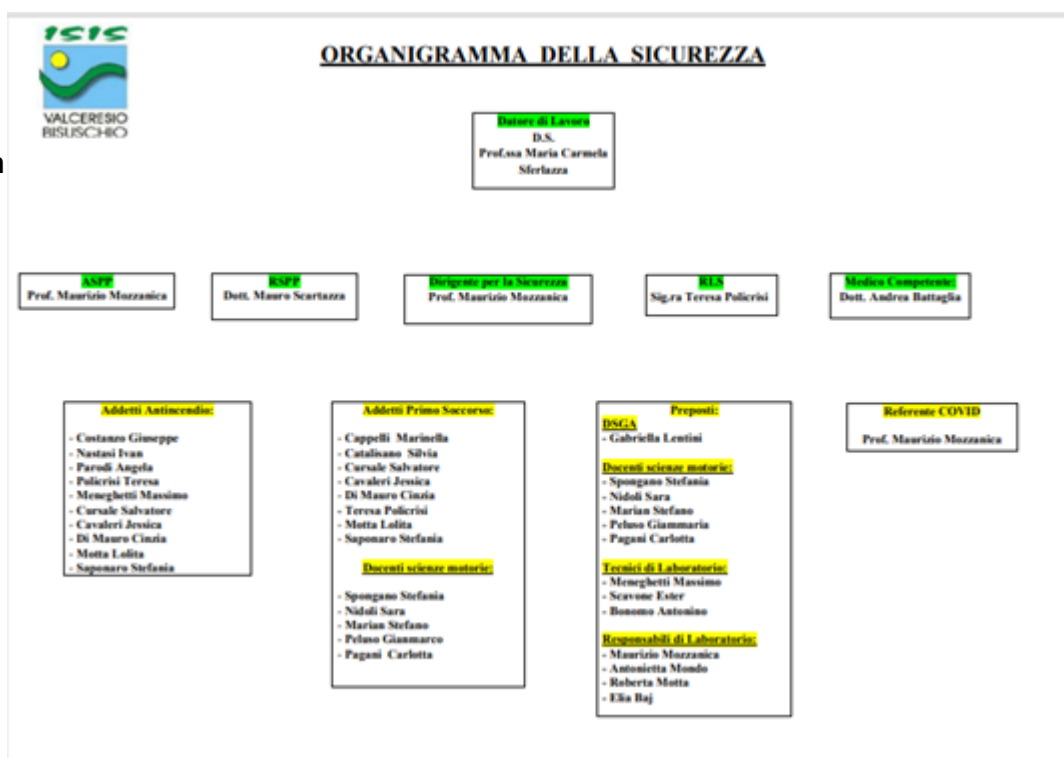 ISIS
VALCERESIO
BISUSCHIO
ORGANIGRAMMA DELLA SICUREZZA
Datore di Lavoro
D.S.
Prof.ssa Maria Carmela
Sferlazza
ASPP
Prof. Maurizio Mozzanica
RSPP
Dott. Mauro Scartazza
Dirigente per la Sicurezza
Prof. Maurizio Mozzanica
RLS
Sig.ra Teresa Policrisi
Medico Competente:
Dott. Andrea Battaglia
Addetti Antincendio:
- Costanzo Giuseppe
- Nastasi Ivan
- Parodi Angela
- Policrisi Teresa
- Meneghetti Massimo
- Cursale Salvatore
- Cavaleri Jessica
- Di Mauro Cinzia
- Motta Lolita
- Saponaro Stefania
Addetti Primo Soccorso:
- Cappelli Marinella
- Catalisano Silvia
- Cursale Salvatore
- Cavaleri Jessica
- Di Mauro Cinzia
- Teresa Policrisi
- Motta Lolita
- Saponaro Stefania
Docenti scienze motorie:
- Spongano Stefania
- Nidoli Sara
- Marian Stefano
- Peluso Gianmarco
- Pagani Carlotta
Preposti:
DSGA
- Gabriella Lentini
Docenti scienze motorie:
- Spongano Stefania
- Nidoli Sara
- Marian Stefano
- Peluso Giammaria
- Pagani Carlotta
Tecnici di Laboratorio:
- Meneghetti Massimo
- Scavone Ester
- Bonomo Antonino
Responsabili di Laboratorio:
- Maurizio Mozzanica
- Antonietta Mondo
- Roberta Motta
- Elia Baj
Referente COVID
Prof. Maurizio Mozzanica